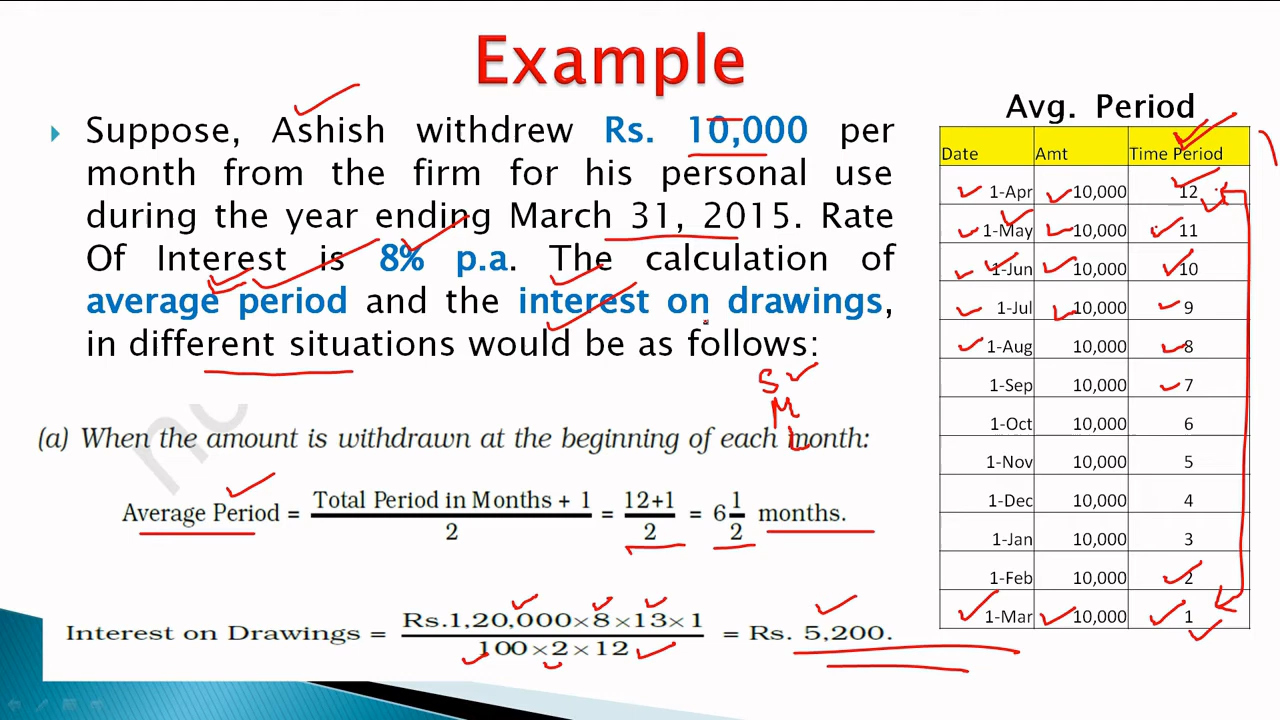 Example
Suppose, Ashish withdrew Rs. 10,000 per
month from the firm for his personal use
during the year ending March 31, 2015. Rate
Of Interest is 8% p.a. The calculation of
average period and the interest on drawings,
in different situations would be as follows:
S
M
L
(a) When the amount is withdrawn at the beginning of each month:
Average Period = Total Period in Months + 1 / 2 = 12+1 / 2 = 6 1/2 months.
Interest on Drawings = Rs.1,20,000×8×13×1 / 100×2×12 = Rs. 5,200.
Avg. Period
Date Amt Time Period
1-Apr 10,000 12
1-May 10,000 11
1-Jun 10,000 10
1-Jul 10,000 9
1-Aug 10,000 8
1-Sep 10,000 7
1-Oct 10,000 6
1-Nov 10,000 5
1-Dec 10,000 4
1-Jan 10,000 3
1-Feb 10,000 2
1-Mar 10,000 1